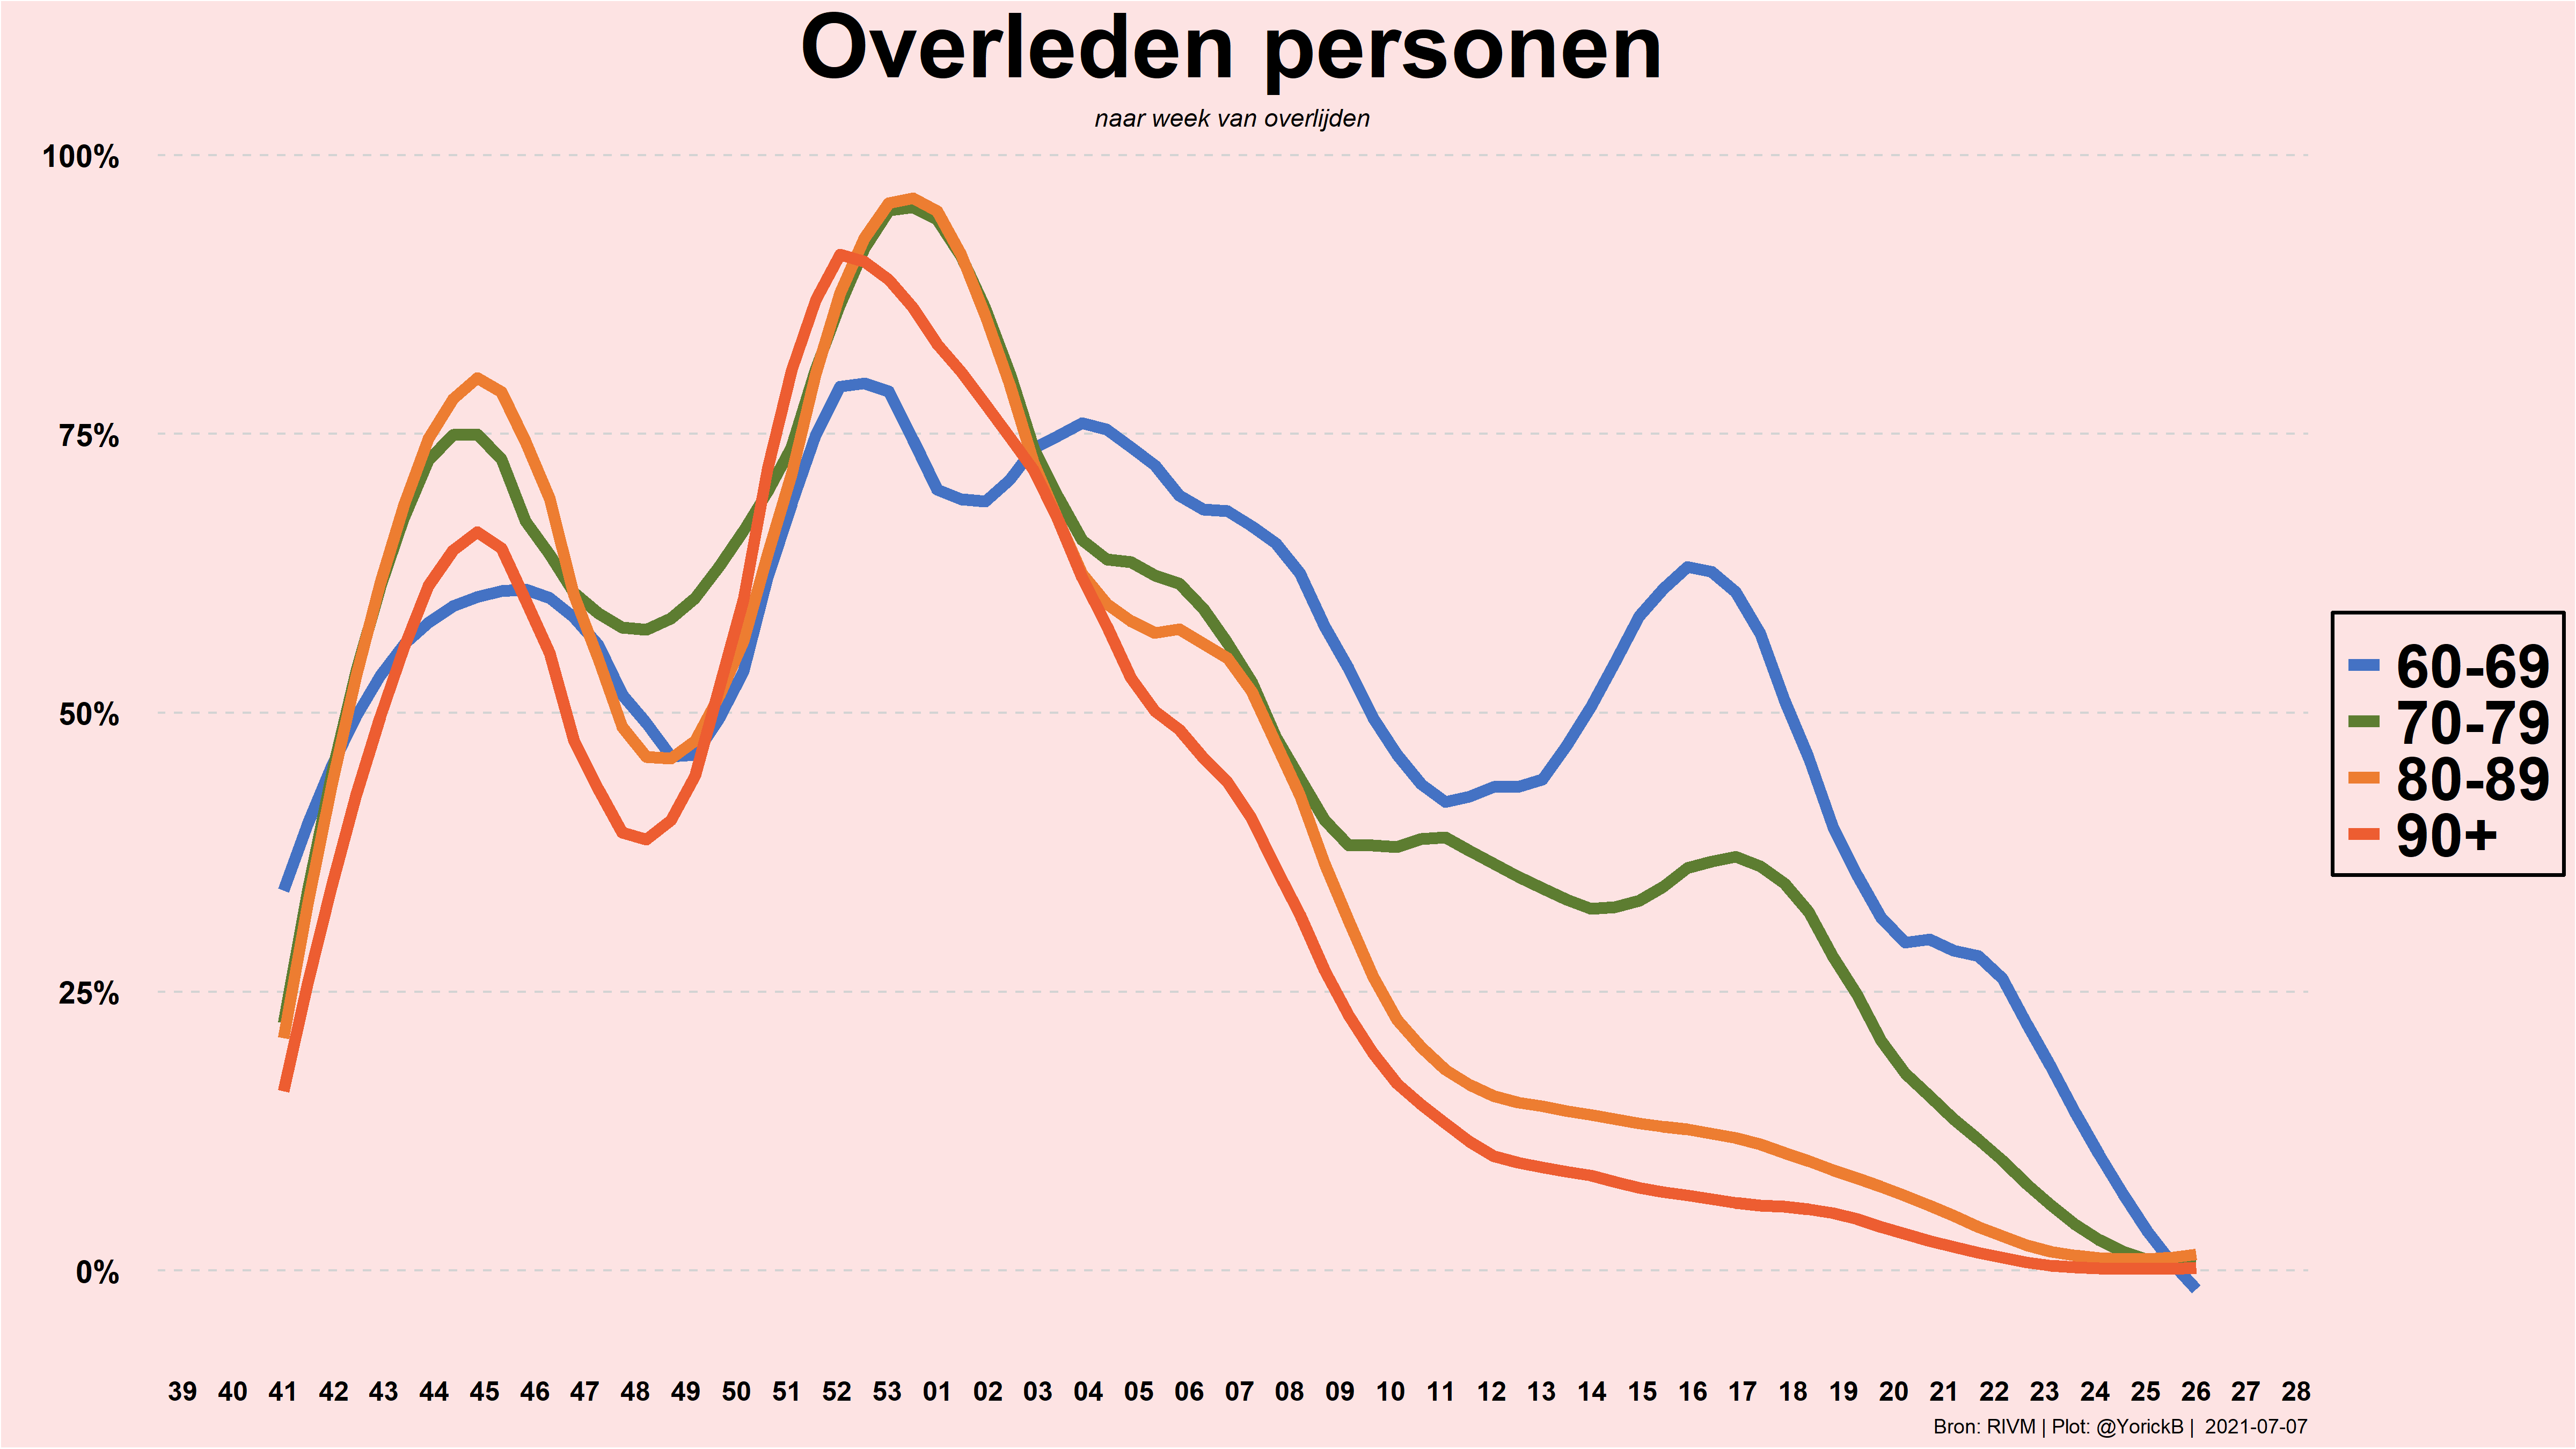 Overleden personen
naar week van overlijden
100%
75%
50%
25%
0%
60-69
70-79
80-89
90+
39 40 41 42 43 44 45 46 47 48 49 50 51 52 53 01 02 03 04 05 06 07 08 09 10 11 12 13 14 15 16 17 18 19 20 21 22 23 24 25 26 27 28
Bron: RIVM | Plot: @YorickB | 2021-07-07